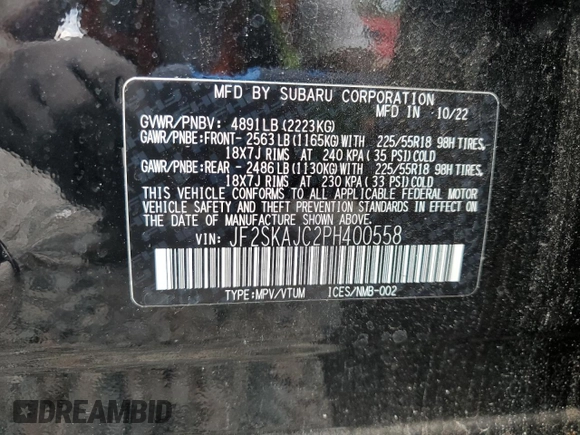 MFD BY SUBARU CORPORATION
GVWR/PNBV: 4891LB (2223KG) MFD IN 10/22
GAWR/PNBE:FRONT- 2563 LB (1165KG) WITH 225/55R18 98H TIRES,
18X7J RIMS AT 240 KPA ( 35 PSI) COLD
GAWR/PNBE:REAR - 2486 LB (1130KG) WITH 225/55R18 98H TIRES,
18X7J RIMS AT 230 KPA ( 33 PSI) COLD
THIS VEHICLE CONFORMS TO ALL APPLICABLE FEDERAL MOTOR
VEHICLE SAFETY AND THEFT PREVENTION STANDARDS IN EFFECT ON
THE DATE OF MANUFACTURE SHOWN ABOVE.
VIN: JF2SKAJC2PH400558
TYPE:MPV/VTUM ICES/NMB-002
DREAMBID